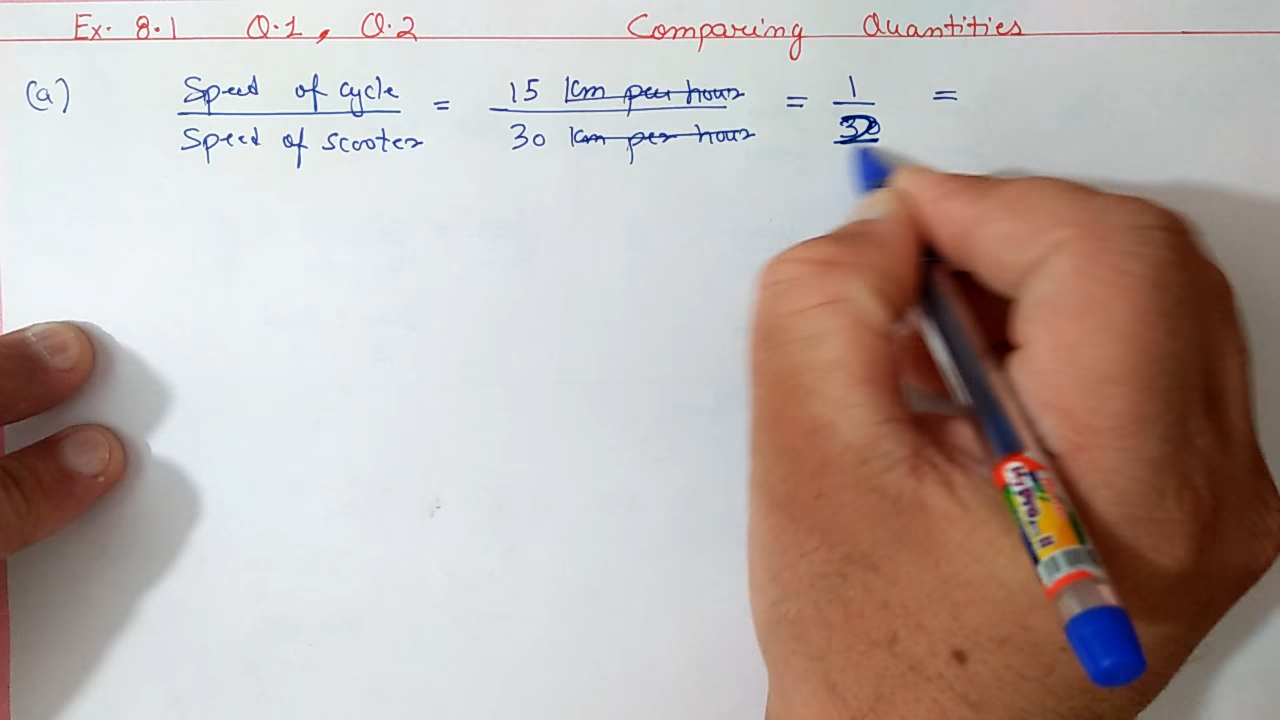 Ex. 8.1 Q.1, Q.2 Comparing Quantities
(a) Speed of cycle / Speed of scooter = 15 km per hour / 30 km per hour = 1 / =